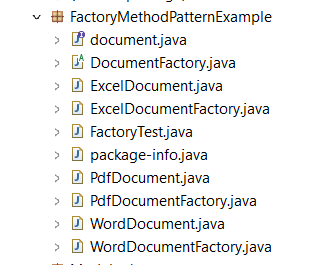 FactoryMethodPatternExample
document.java
DocumentFactory.java
ExcelDocument.java
ExcelDocumentFactory.java
FactoryTest.java
package-info.java
PdfDocument.java
PdfDocumentFactory.java
WordDocument.java
WordDocumentFactory.java